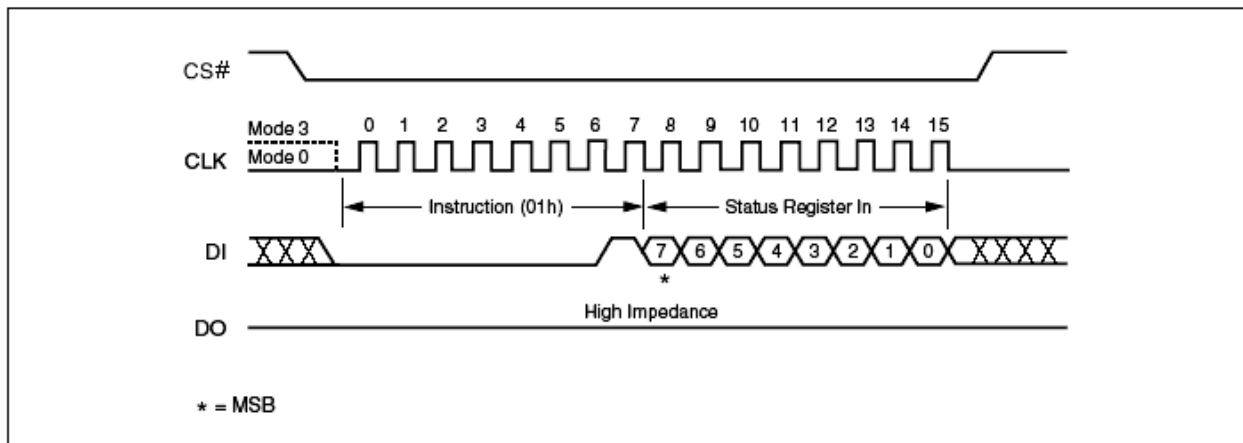 CS#
Mode 3
0 1 2 3 4 5 6 7 8 9 10 11 12 13 14 15
CLK
Mode 0
Instruction (01h)
Status Register In
DI
7 6 5 4 3 2 1 0
*
High Impedance
DO
* = MSB